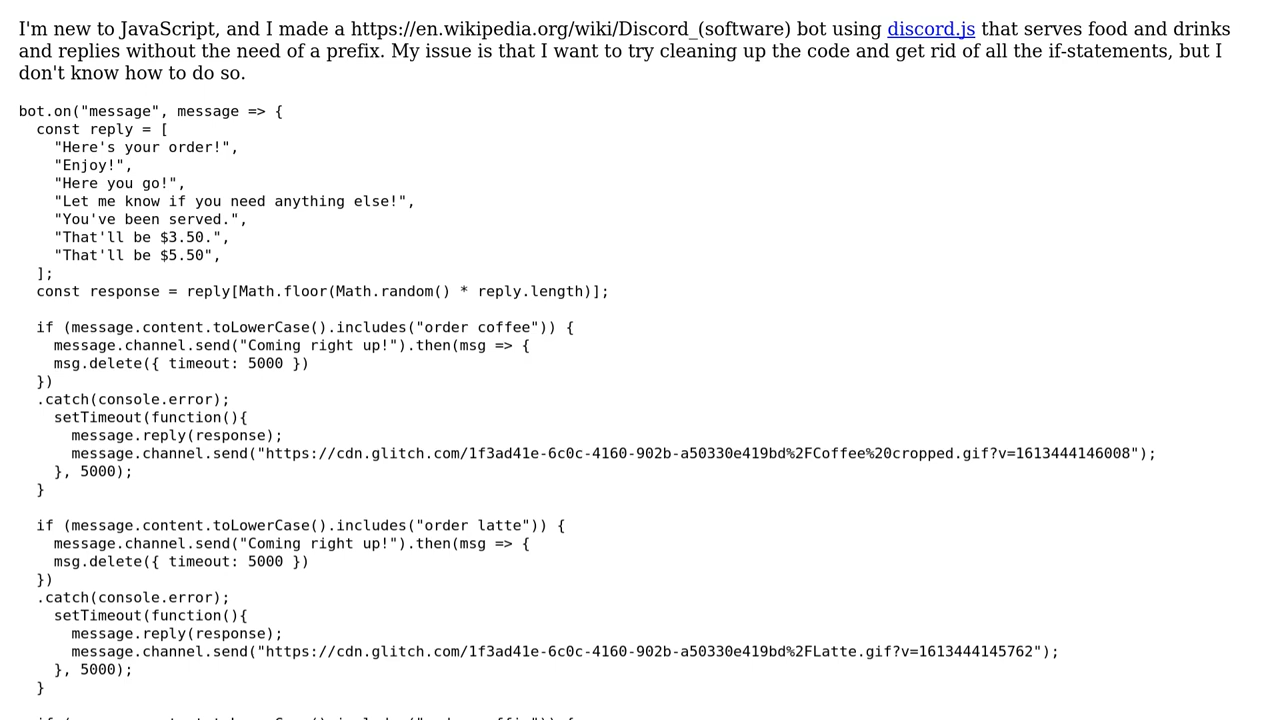 I'm new to JavaScript, and I made a https://en.wikipedia.org/wiki/Discord_(software) bot using discord.js that serves food and drinks
and replies without the need of a prefix. My issue is that I want to try cleaning up the code and get rid of all the if-statements, but I
don't know how to do so.
bot.on("message", message => {
  const reply = [
    "Here's your order!",
    "Enjoy!",
    "Here you go!",
    "Let me know if you need anything else!",
    "You've been served.",
    "That'll be $3.50.",
    "That'll be $5.50",
  ];
  const response = reply[Math.floor(Math.random() * reply.length)];
  if (message.content.toLowerCase().includes("order coffee")) {
    message.channel.send("Coming right up!").then(msg => {
    msg.delete({ timeout: 5000 })
  })
  .catch(console.error);
    setTimeout(function(){
      message.reply(response);
      message.channel.send("https://cdn.glitch.com/1f3ad41e-6c0c-4160-902b-a50330e419bd%2FCoffee%20cropped.gif?v=1613444146008");
    }, 5000);
  }
  if (message.content.toLowerCase().includes("order latte")) {
    message.channel.send("Coming right up!").then(msg => {
    msg.delete({ timeout: 5000 })
  })
  .catch(console.error);
    setTimeout(function(){
      message.reply(response);
      message.channel.send("https://cdn.glitch.com/1f3ad41e-6c0c-4160-902b-a50330e419bd%2FLatte.gif?v=1613444145762");
    }, 5000);
  }